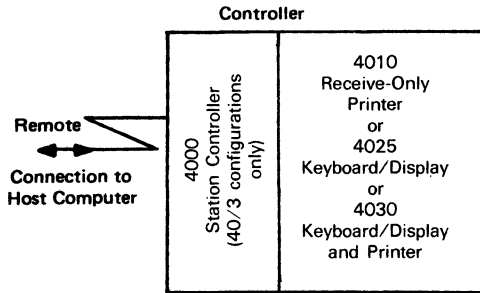 Controller
Remote
Connection to
Host Computer
4000
Station Controller
(40/3 configurations
only)
4010
Receive-Only
Printer
or
4025
Keyboard/Display
or
4030
Keyboard/Display
and Printer